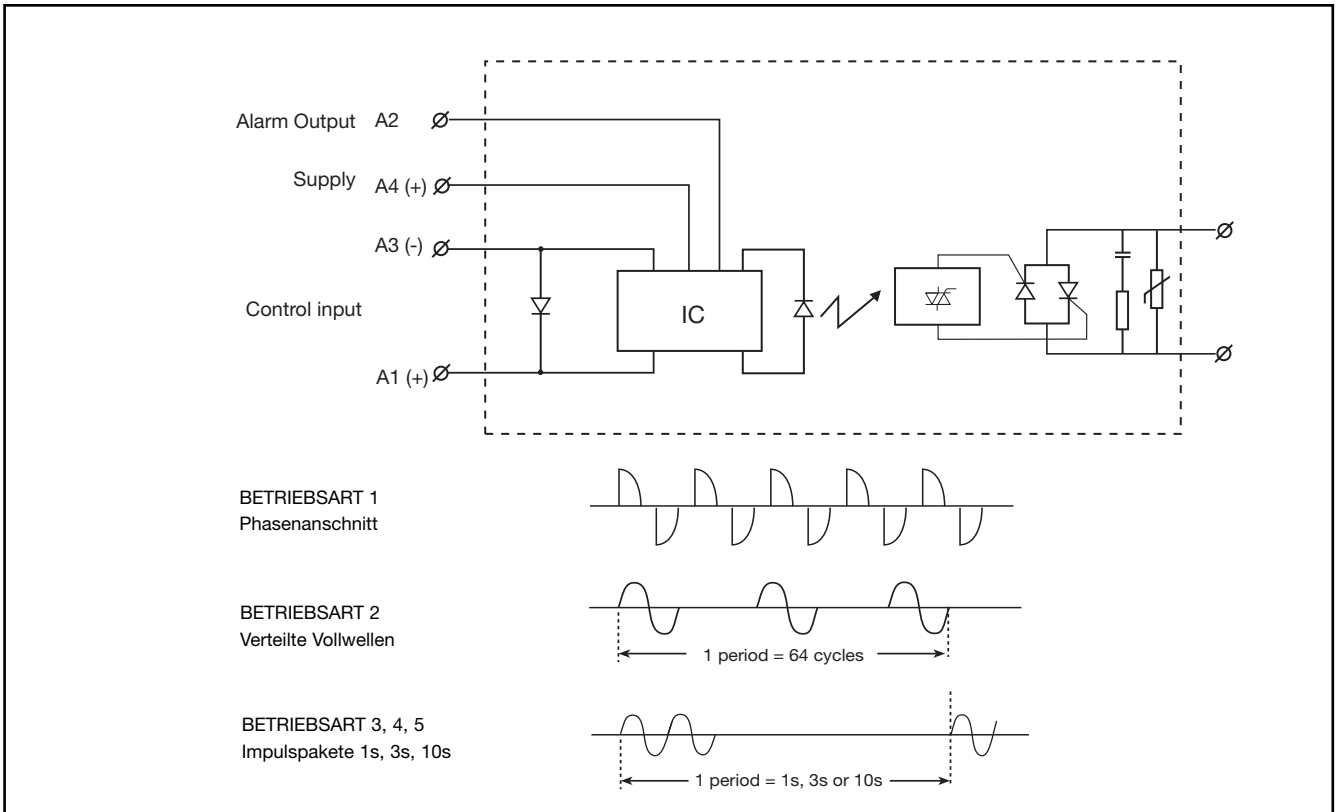 Alarm Output A2
Supply A4 (+)
A3 (-)
Control input
A1 (+)
IC
BETRIEBSART 1
Phasenanschnitt
BETRIEBSART 2
Verteilte Vollwellen
1 period = 64 cycles
BETRIEBSART 3, 4, 5
Impulspakete 1s, 3s, 10s
1 period = 1s, 3s or 10s